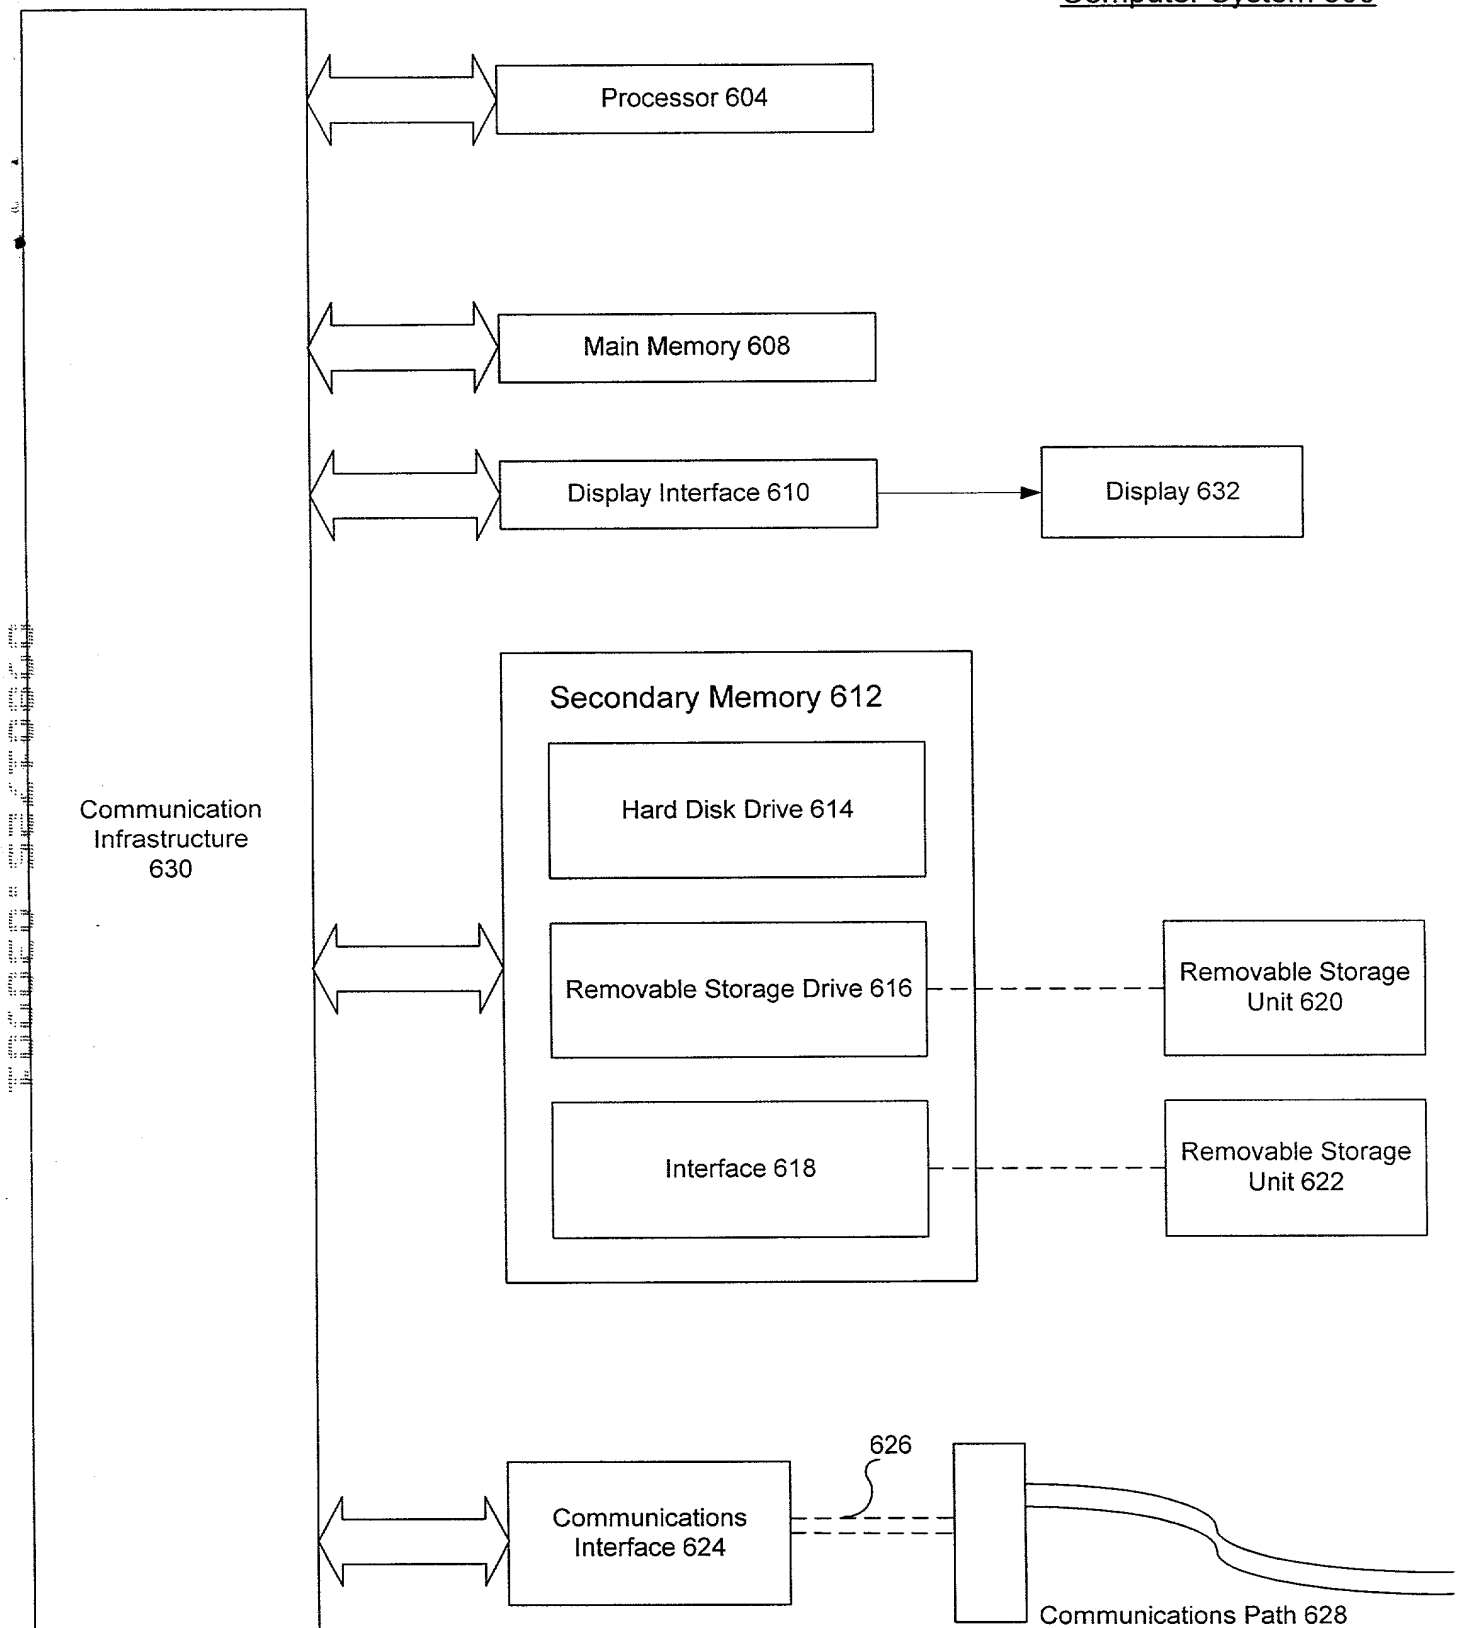 Computer System
Processor 604
Main Memory 608
Display Interface 610
Display 632
Secondary Memory 612
Hard Disk Drive 614
Communication
Infrastructure
630
Removable Storage Drive 616
Removable Storage
Unit 620
Interface 618
Removable Storage
Unit 622
626
Communications
Interface 624
Communications Path 628